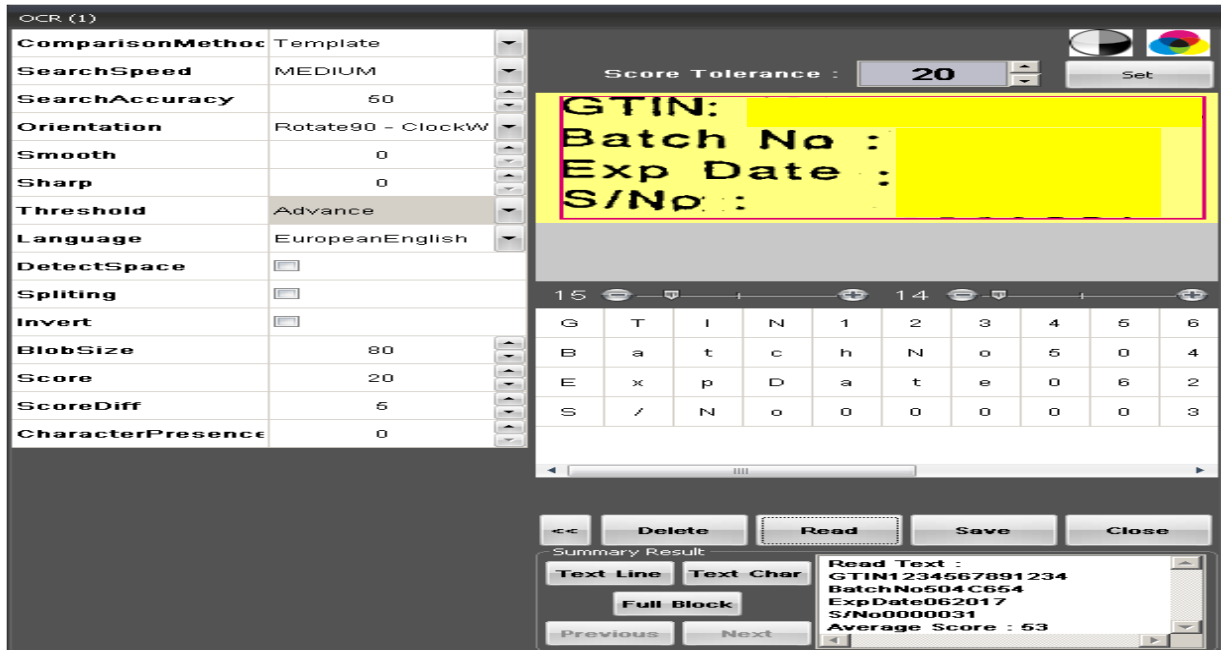 OCR (1)
ComparisonMethoc Template
SearchSpeed MEDIUM
SearchAccuracy 50
Orientation Rotate90 - ClockW
Smooth 0
Sharp 0
Threshold Advance
Language EuropeanEnglish
DetectSpace
Spliting
Invert
BlobSize 80
Score 20
ScoreDiff 5
CharacterPresence 0
Score Tolerance : 20 Set
GTIN:
Batch No :
Exp Date :
S/No :
15 14
G T I N 1 2 3 4 5 6
B a t c h N o 5 0 4
E x p D a t e 0 6 2
S / N o 0 0 0 0 0 3
<< Delete Read Save Close
Summary Result
Text Line Text Char
Full Block
Previous Next
Read Text :
GTIN1234567891234
BatchNo504C654
ExpDate062017
S/No0000031
Average Score : 53